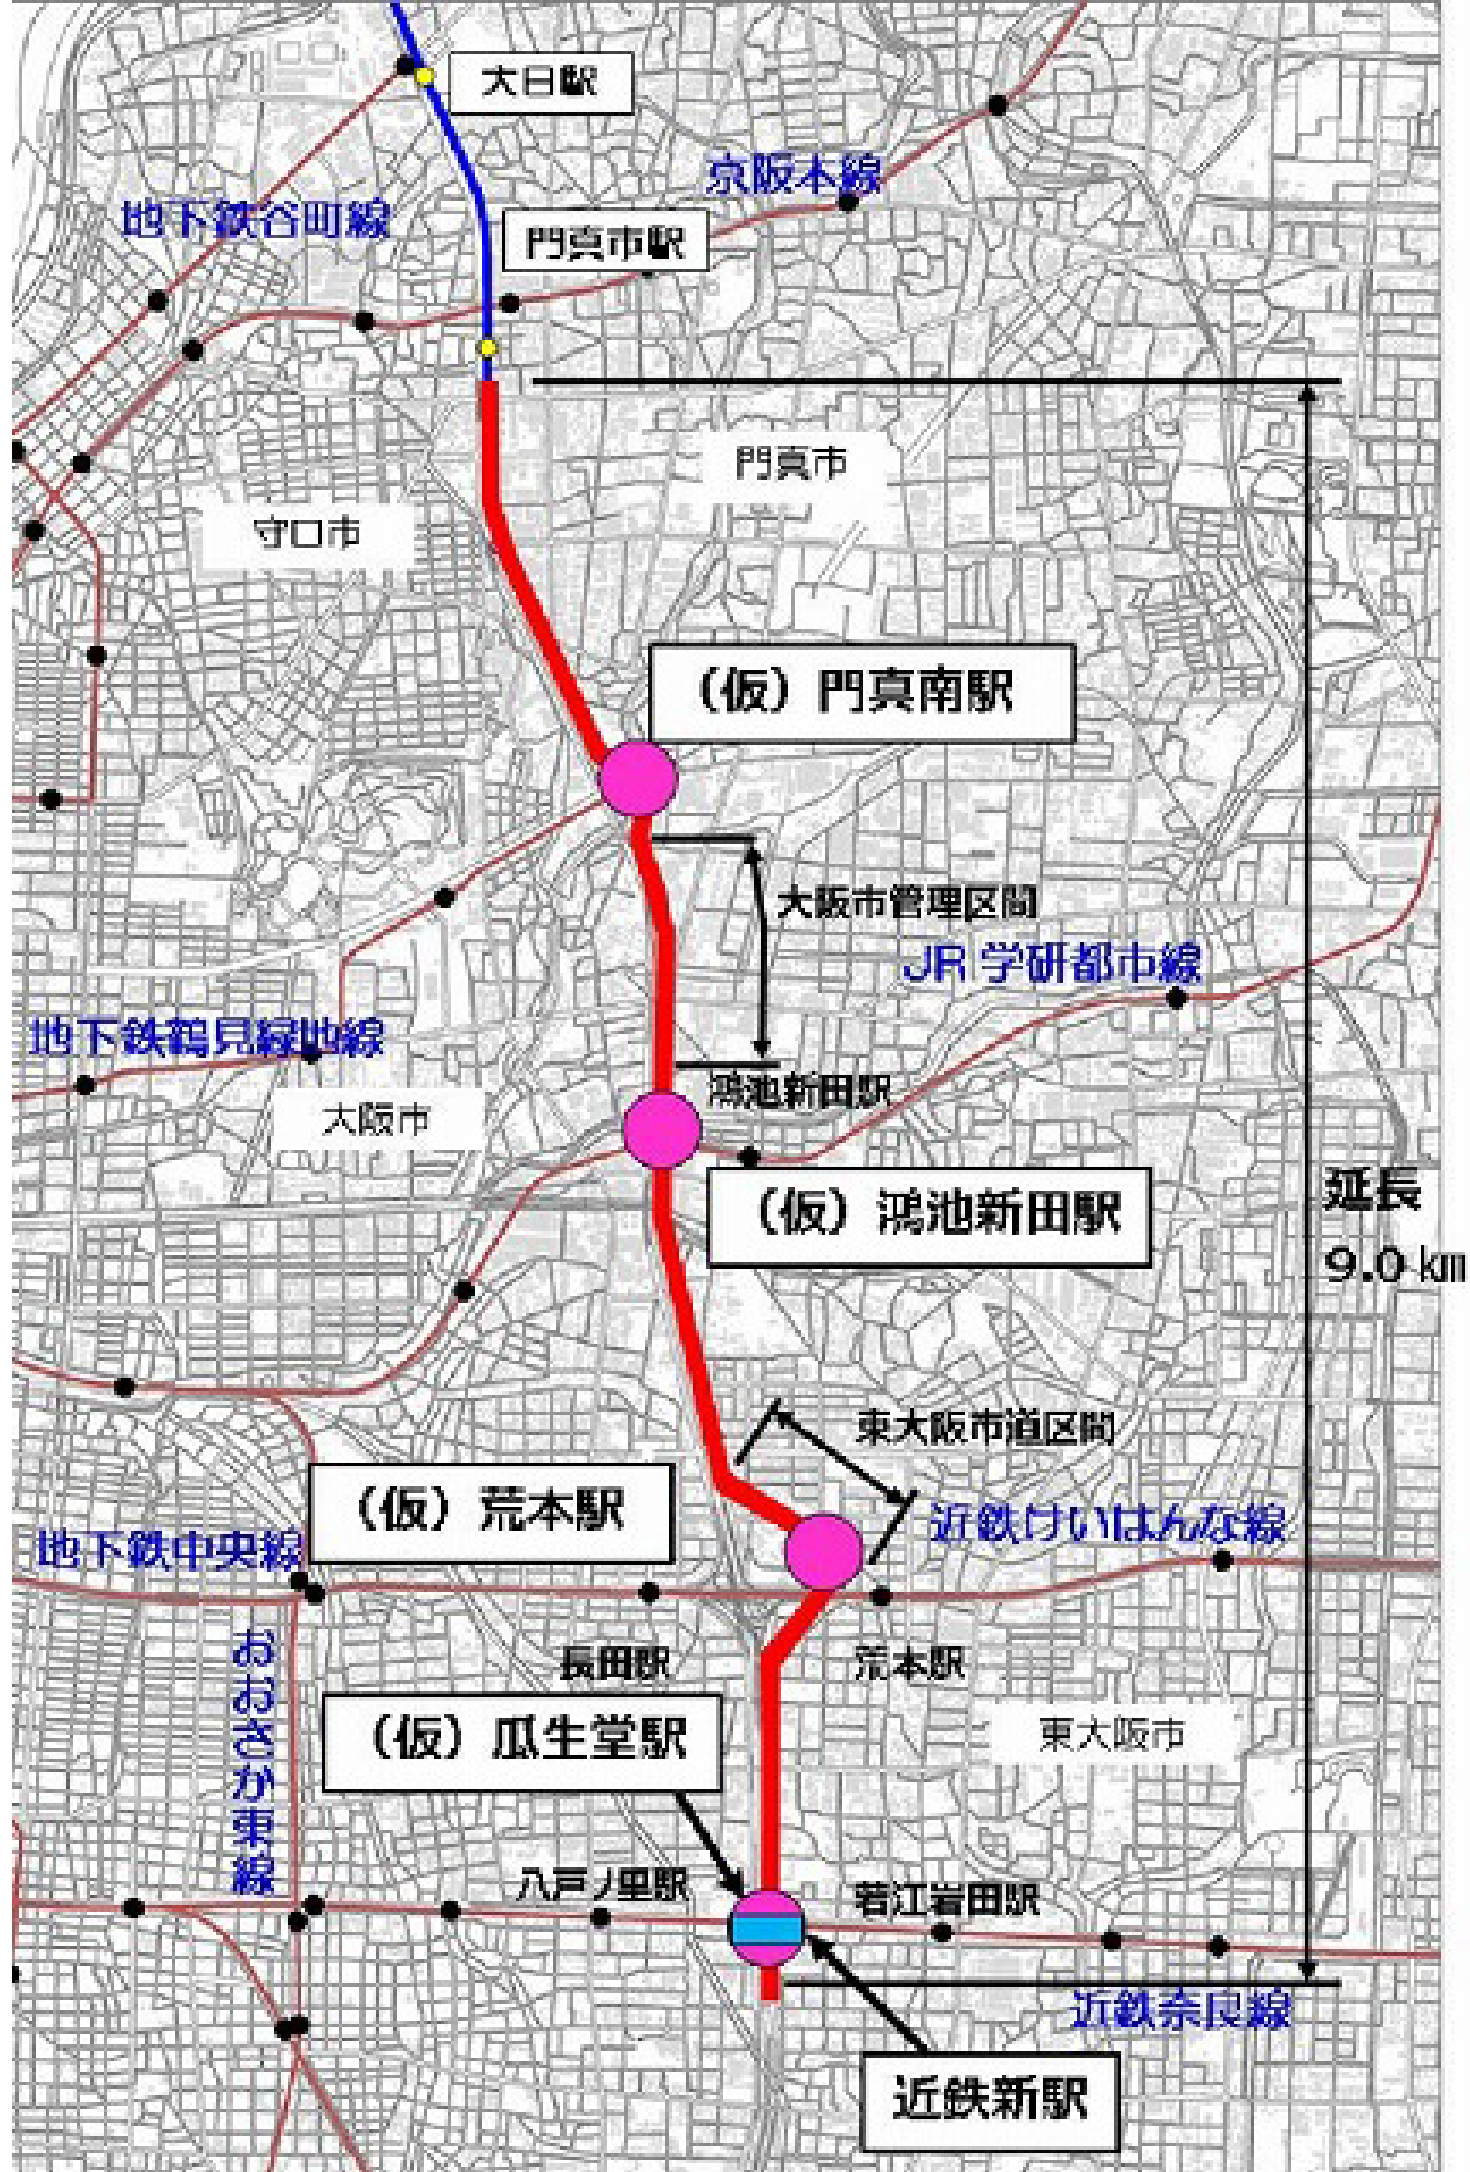 大日駅
京阪本線
地下鉄谷町線
門真市駅
門真市
守口市
（仮）門真南駅
大阪市管理区間
JR 学研都市線
地下鉄鶴見緑地線
鴻池新田駅
大阪市
（仮）鴻池新田駅
延長
9.0 km
東大阪市道区間
（仮）荒本駅
近鉄けいはんな線
地下鉄中央線
おおさか東線
長田駅
荒本駅
（仮）瓜生堂駅
東大阪市
八戸ノ里駅
若江岩田駅
近鉄奈良線
近鉄新駅